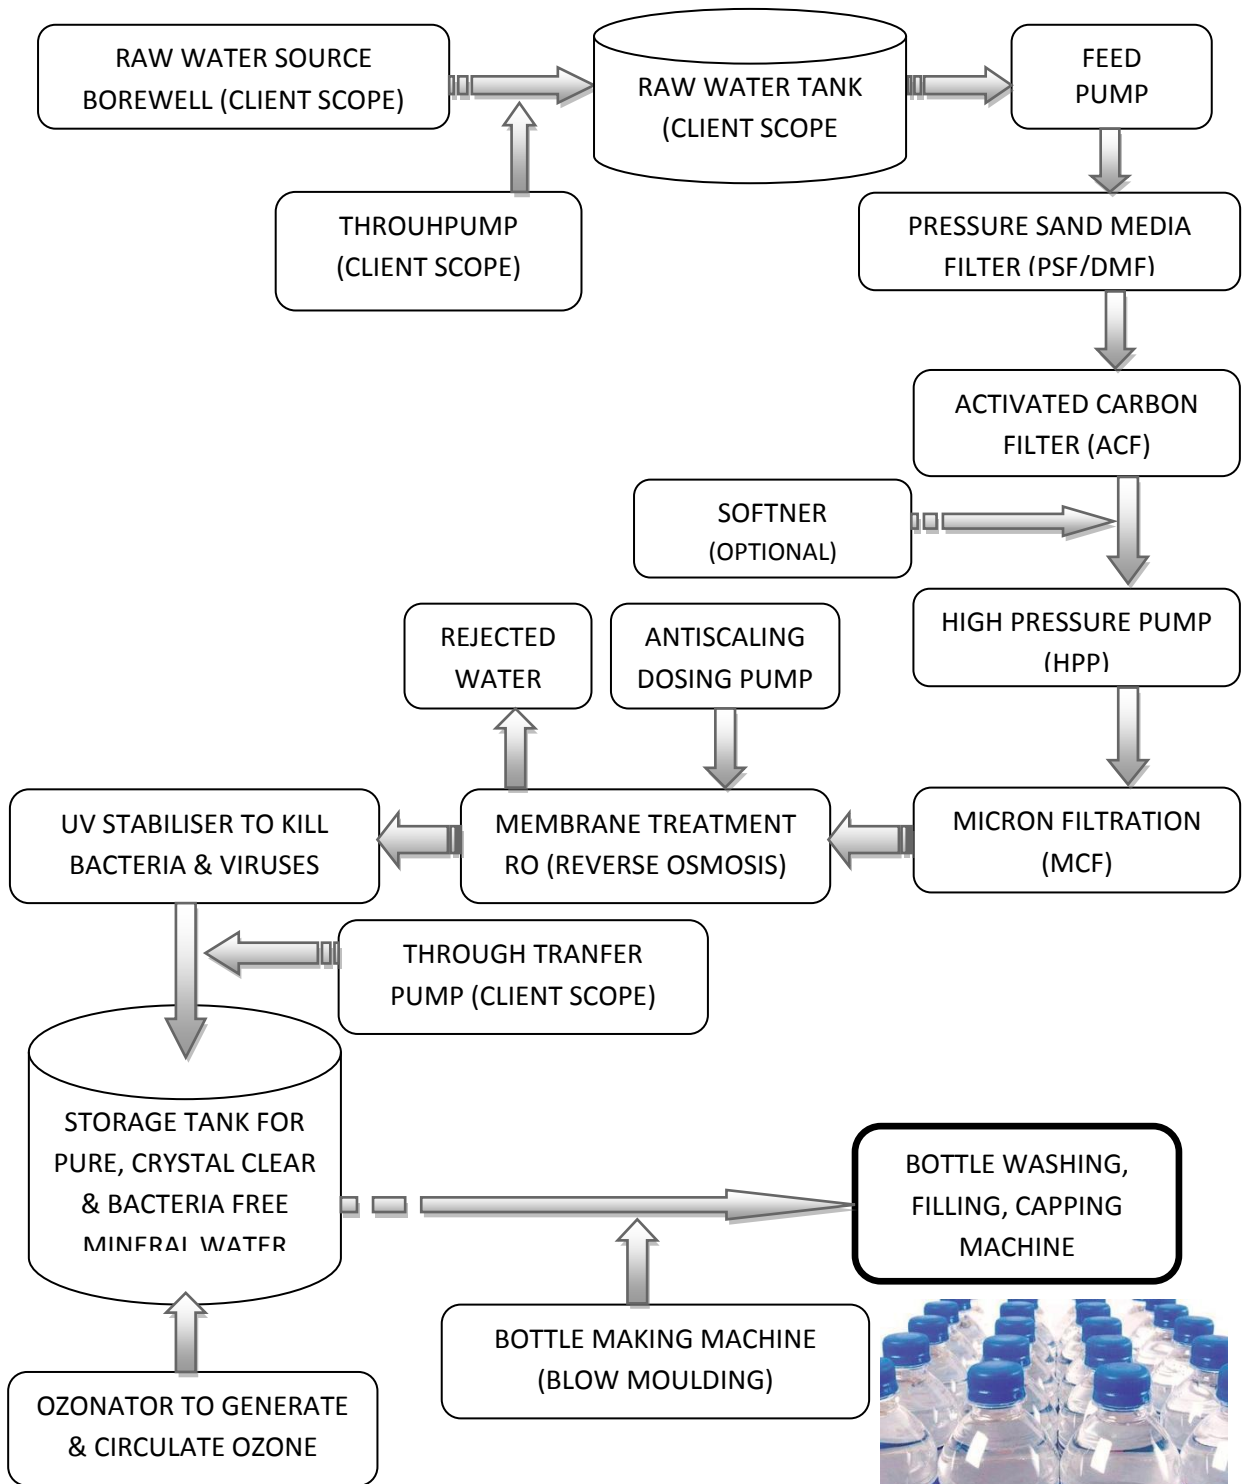 RAW WATER SOURCE
BOREWELL (CLIENT SCOPE)
RAW WATER TANK
(CLIENT SCOPE
FEED
PUMP
THROUHPUMP
(CLIENT SCOPE)
PRESSURE SAND MEDIA
FILTER (PSF/DMF)
ACTIVATED CARBON
FILTER (ACF)
SOFTNER
(OPTIONAL)
HIGH PRESSURE PUMP
(HPP)
REJECTED
WATER
ANTISCALING
DOSING PUMP
UV STABILISER TO KILL
BACTERIA & VIRUSES
MEMBRANE TREATMENT
RO (REVERSE OSMOSIS)
MICRON FILTRATION
(MCF)
THROUGH TRANFER
PUMP (CLIENT SCOPE)
STORAGE TANK FOR
PURE, CRYSTAL CLEAR
& BACTERIA FREE
MINERAL WATER
BOTTLE WASHING,
FILLING, CAPPING
MACHINE
BOTTLE MAKING MACHINE
(BLOW MOULDING)
OZONATOR TO GENERATE
& CIRCULATE OZONE